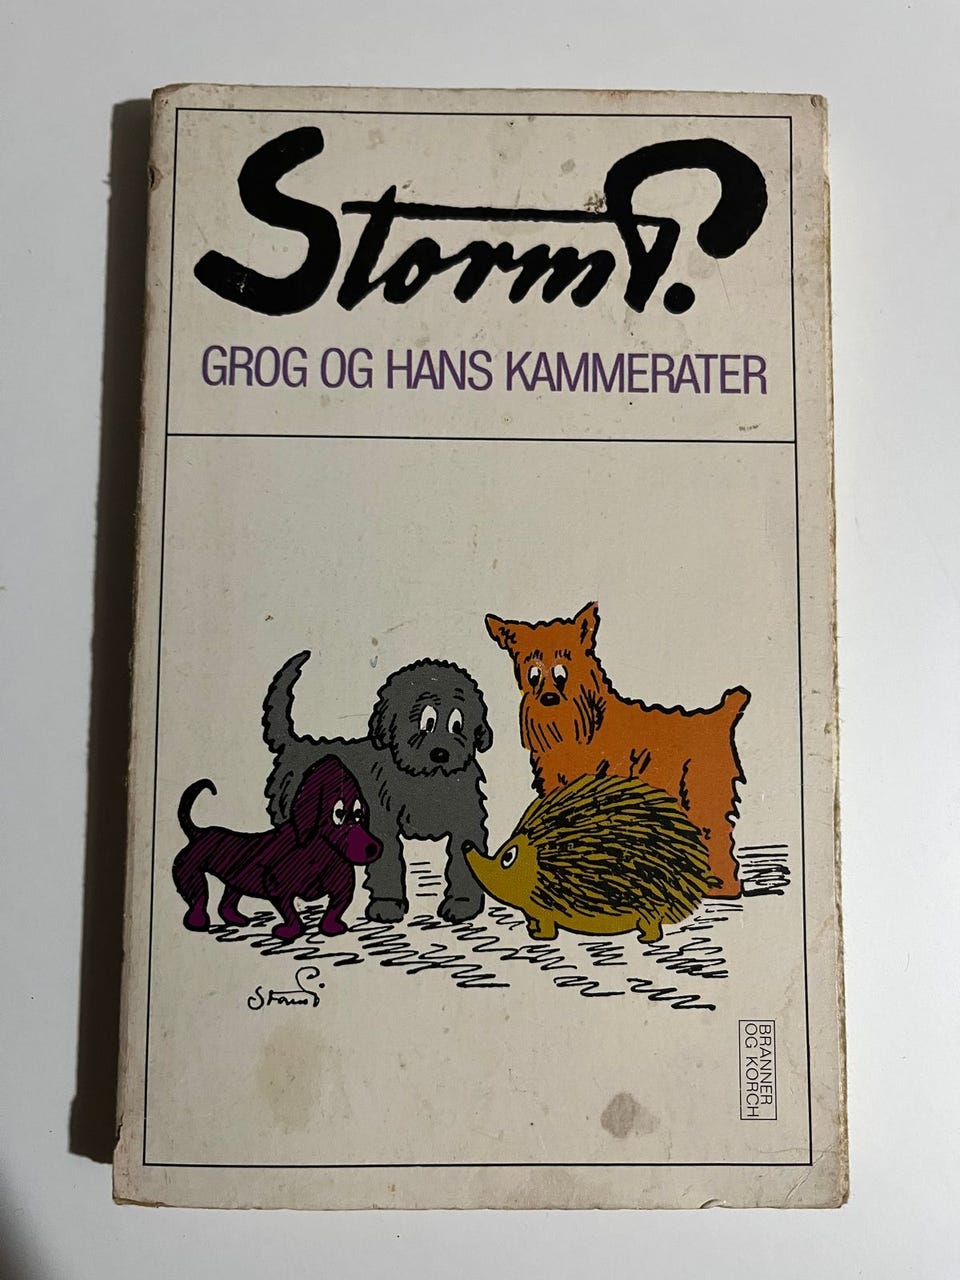 Storm P.
GROG OG HANS KAMMERATER
Storm P
BRANNER
OG KORCH